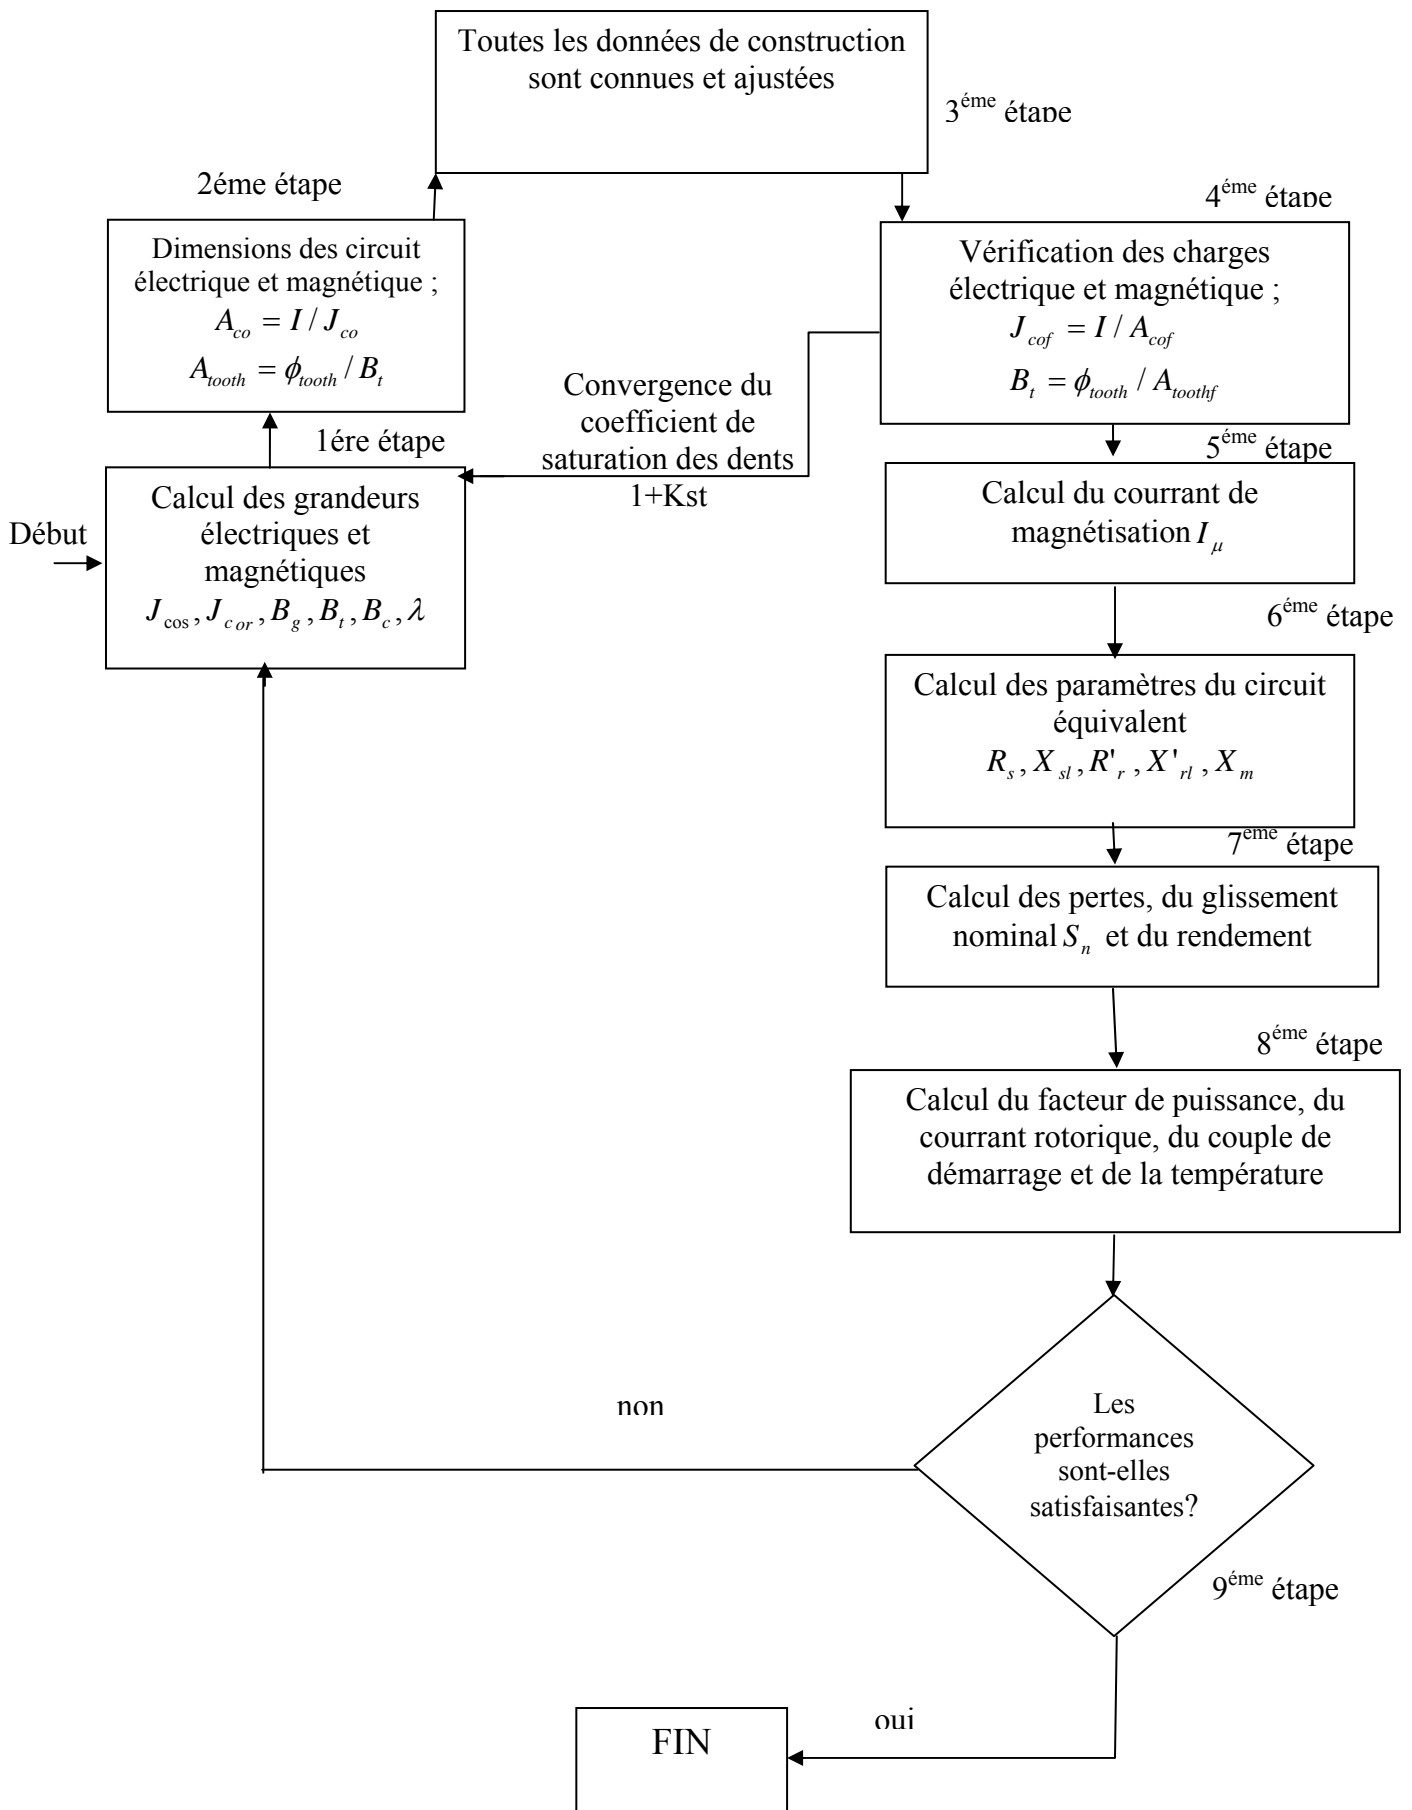 Toutes les données de construction
sont connues et ajustées
3éme étape
2éme étape
4éme étape
Dimensions des circuit
électrique et magnétique ;
A_co = I / J_co
A_tooth = ϕ_tooth / B_t
Vérification des charges
électrique et magnétique ;
J_cof = I / A_cof
B_t = ϕ_tooth / A_toothf
Convergence du
coefficient de
saturation des dents
1+Kst
1ére étape
5éme étape
Début
Calcul des grandeurs
électriques et
magnétiques
J_cos, J_cor, B_g, B_t, B_c, λ
Calcul du courrant de
magnétisation I_μ
6éme étape
Calcul des paramètres du circuit
équivalent
R_s, X_sl, R'_r, X'_rl, X_m
7éme étape
Calcul des pertes, du glissement
nominal S_n et du rendement
8éme étape
Calcul du facteur de puissance, du
courrant rotorique, du couple de
démarrage et de la température
non
Les
performances
sont-elles
satisfaisantes?
9éme étape
oui
FIN